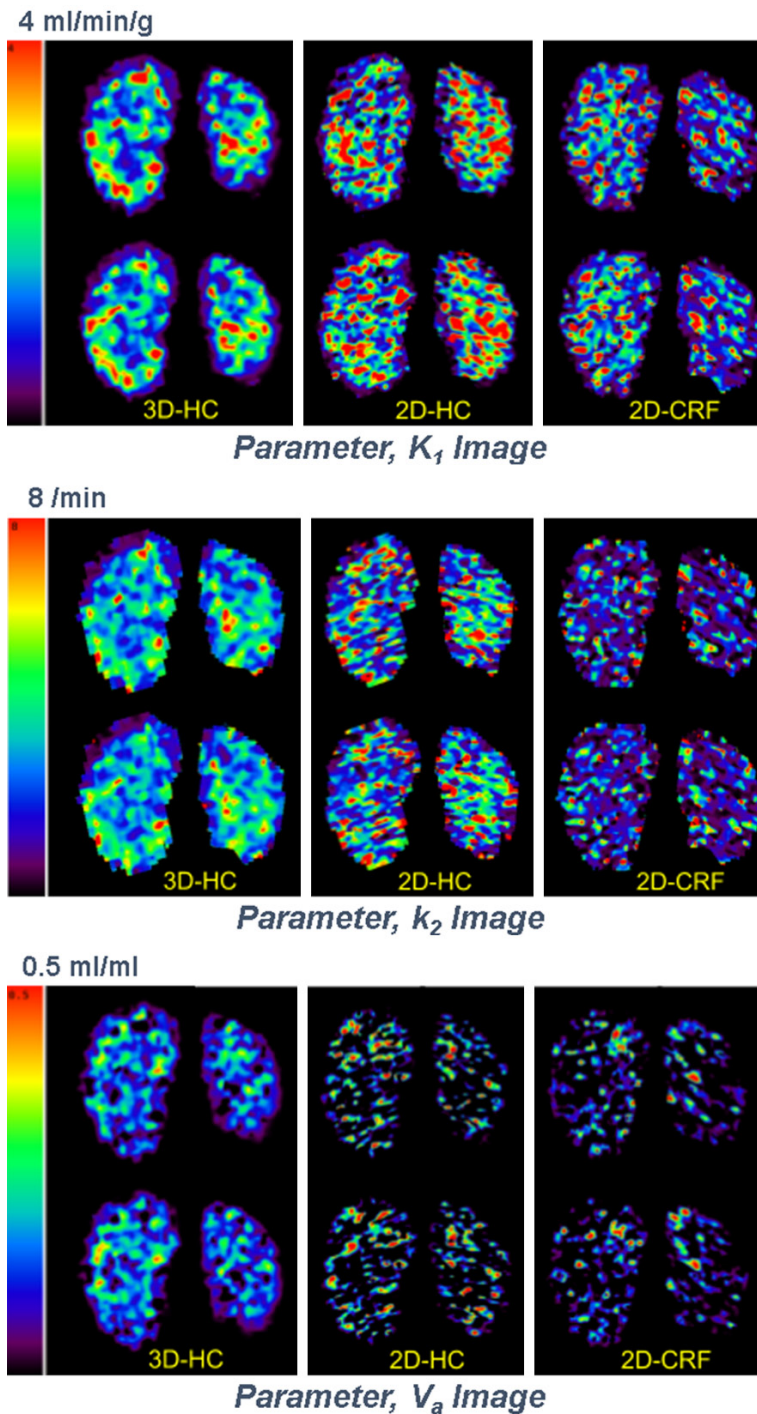 4 ml/min/g
4
3D-HC
2D-HC
2D-CRF
Parameter, K₁ Image
8 /min
8
3D-HC
2D-HC
2D-CRF
Parameter, k₂ Image
0.5 ml/ml
0.5
3D-HC
2D-HC
2D-CRF
Parameter, Vₐ Image